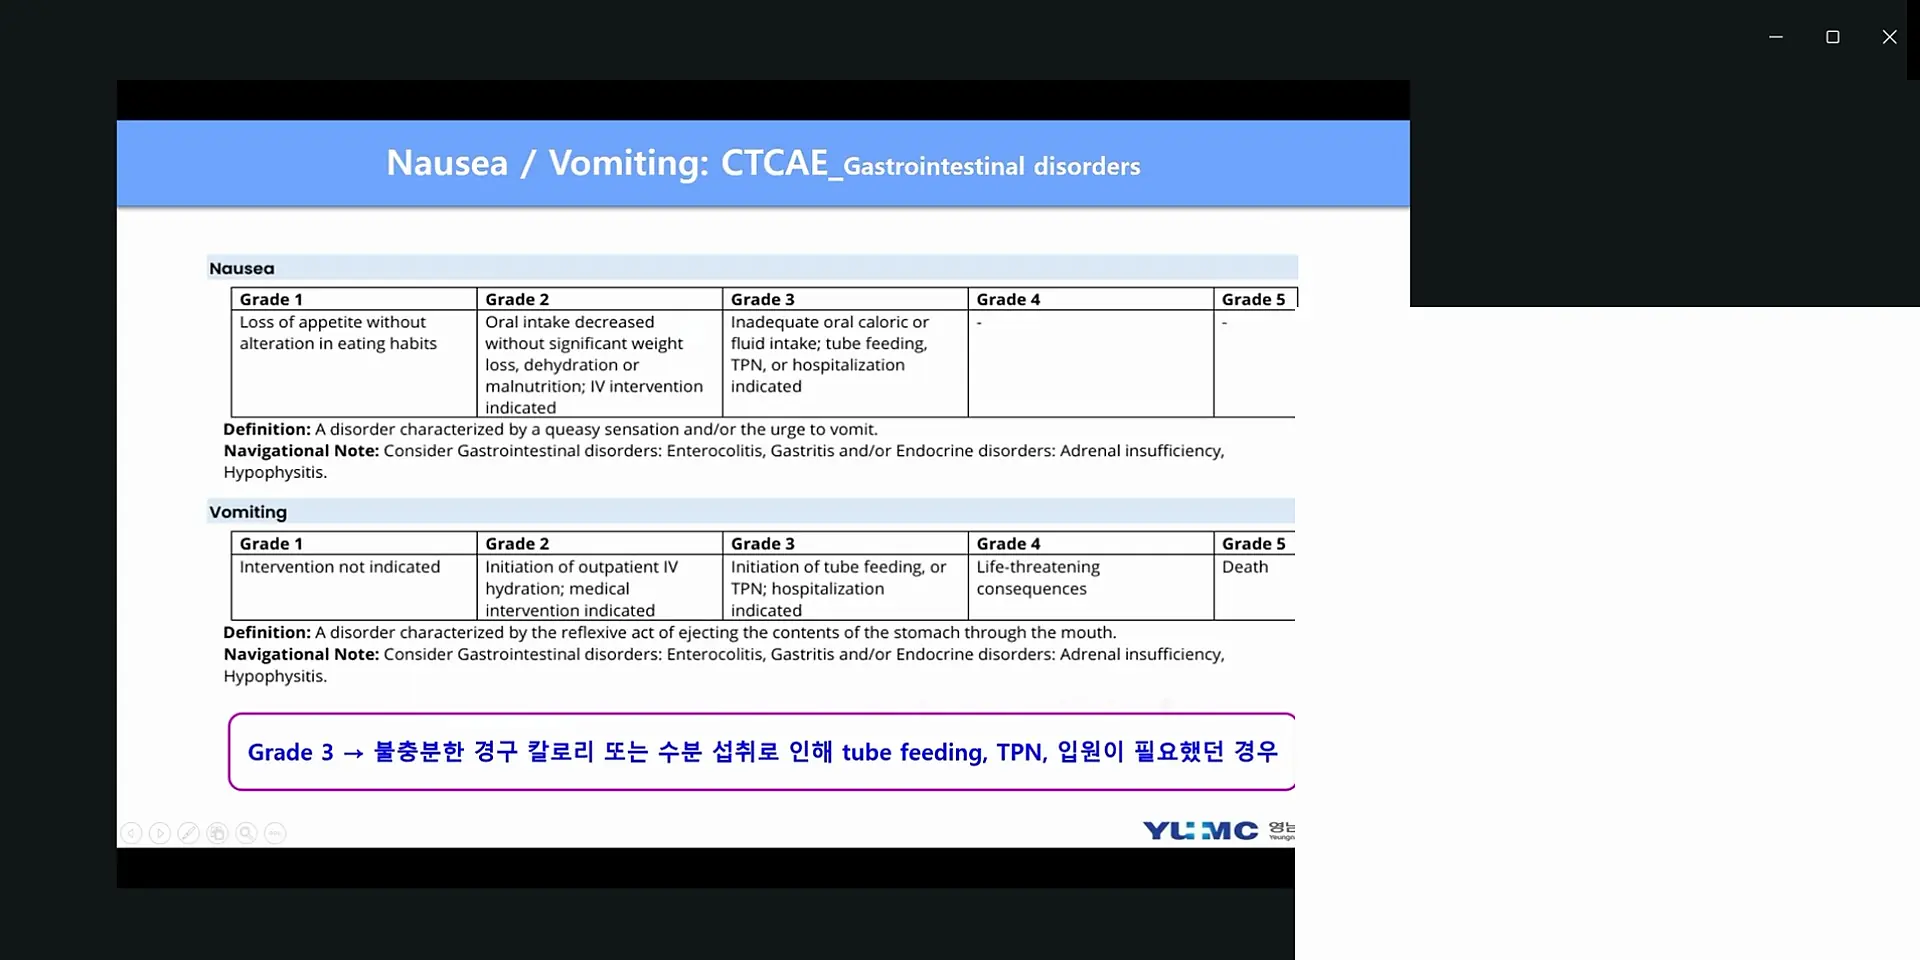 Nausea / Vomiting: CTCAE_Gastrointestinal disorders
Nausea
Grade 1 Grade 2 Grade 3 Grade 4 Grade 5
Loss of appetite without alteration in eating habits
Oral intake decreased without significant weight loss, dehydration or malnutrition; IV intervention indicated
Inadequate oral caloric or fluid intake; tube feeding, TPN, or hospitalization indicated
-
-
Definition: A disorder characterized by a queasy sensation and/or the urge to vomit.
Navigational Note: Consider Gastrointestinal disorders: Enterocolitis, Gastritis and/or Endocrine disorders: Adrenal insufficiency,
Hypophysitis.
Vomiting
Grade 1 Grade 2 Grade 3 Grade 4 Grade 5
Intervention not indicated
Initiation of outpatient IV hydration; medical intervention indicated
Initiation of tube feeding, or TPN; hospitalization indicated
Life-threatening consequences
Death
Definition: A disorder characterized by the reflexive act of ejecting the contents of the stomach through the mouth.
Navigational Note: Consider Gastrointestinal disorders: Enterocolitis, Gastritis and/or Endocrine disorders: Adrenal insufficiency,
Hypophysitis.
Grade 3 → 불충분한 경구 칼로리 또는 수분 섭취로 인해 tube feeding, TPN, 입원이 필요했던 경우
YUMC